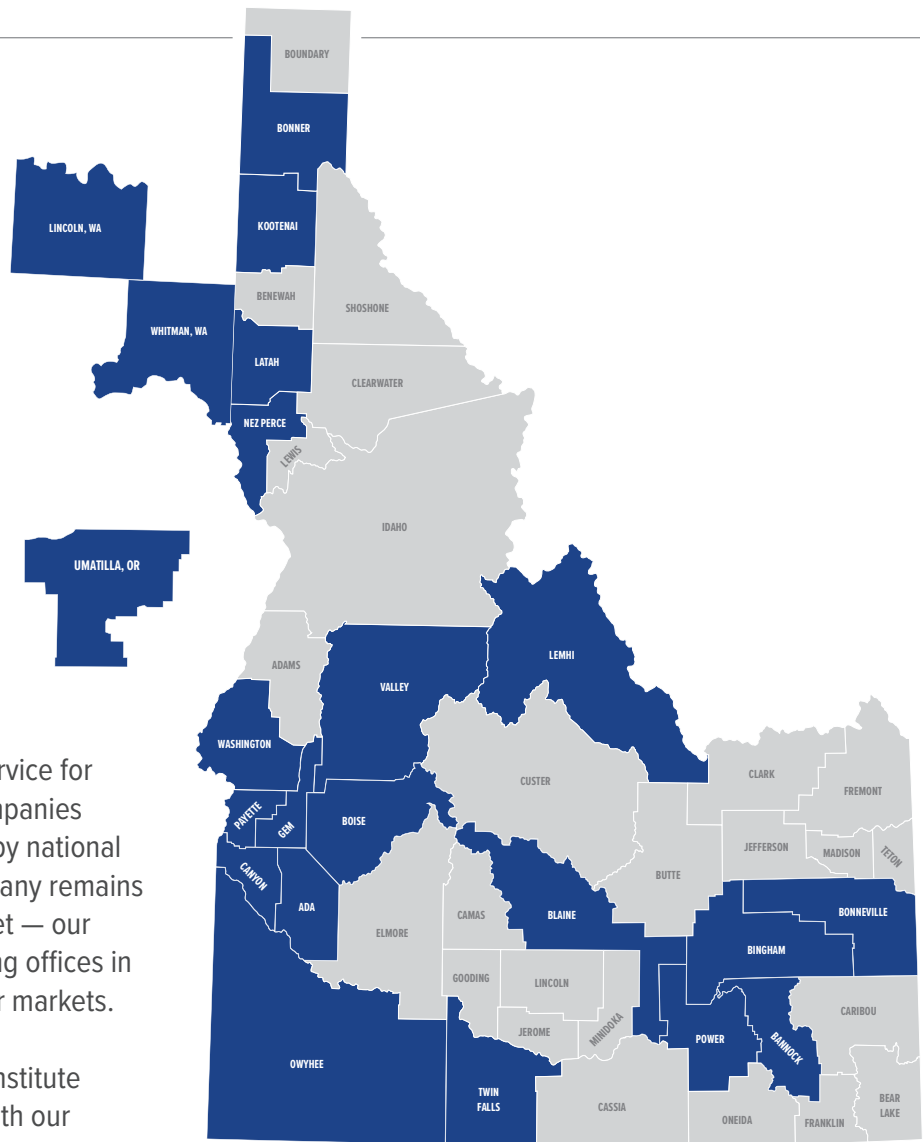 BOUNDARY
BONNER
LINCOLN, WA
KOOTENAI
BENEWAH
SHOSHONE
WHITMAN, WA
LATAH
CLEARWATER
NEZ PERCE
LEWIS
IDAHO
UMATILLA, OR
LEMHI
ADAMS
VALLEY
WASHINGTON
CUSTER
CLARK
FREMONT
PAYETTE
GEM
BOISE
JEFFERSON
MADISON
TETON
BUTTE
CANYON
ADA
BLAINE
BONNEVILLE
CAMAS
ELMORE
BINGHAM
GOODING
LINCOLN
CARIBOU
JEROME
MINIDOKA
POWER
BANNOCK
OWYHEE
TWIN
FALLS
CASSIA
ONEIDA
FRANKLIN
BEAR
LAKE
rvice for
mpanies
by national
any remains
et — our
ng offices in
r markets.
nstitute
th our